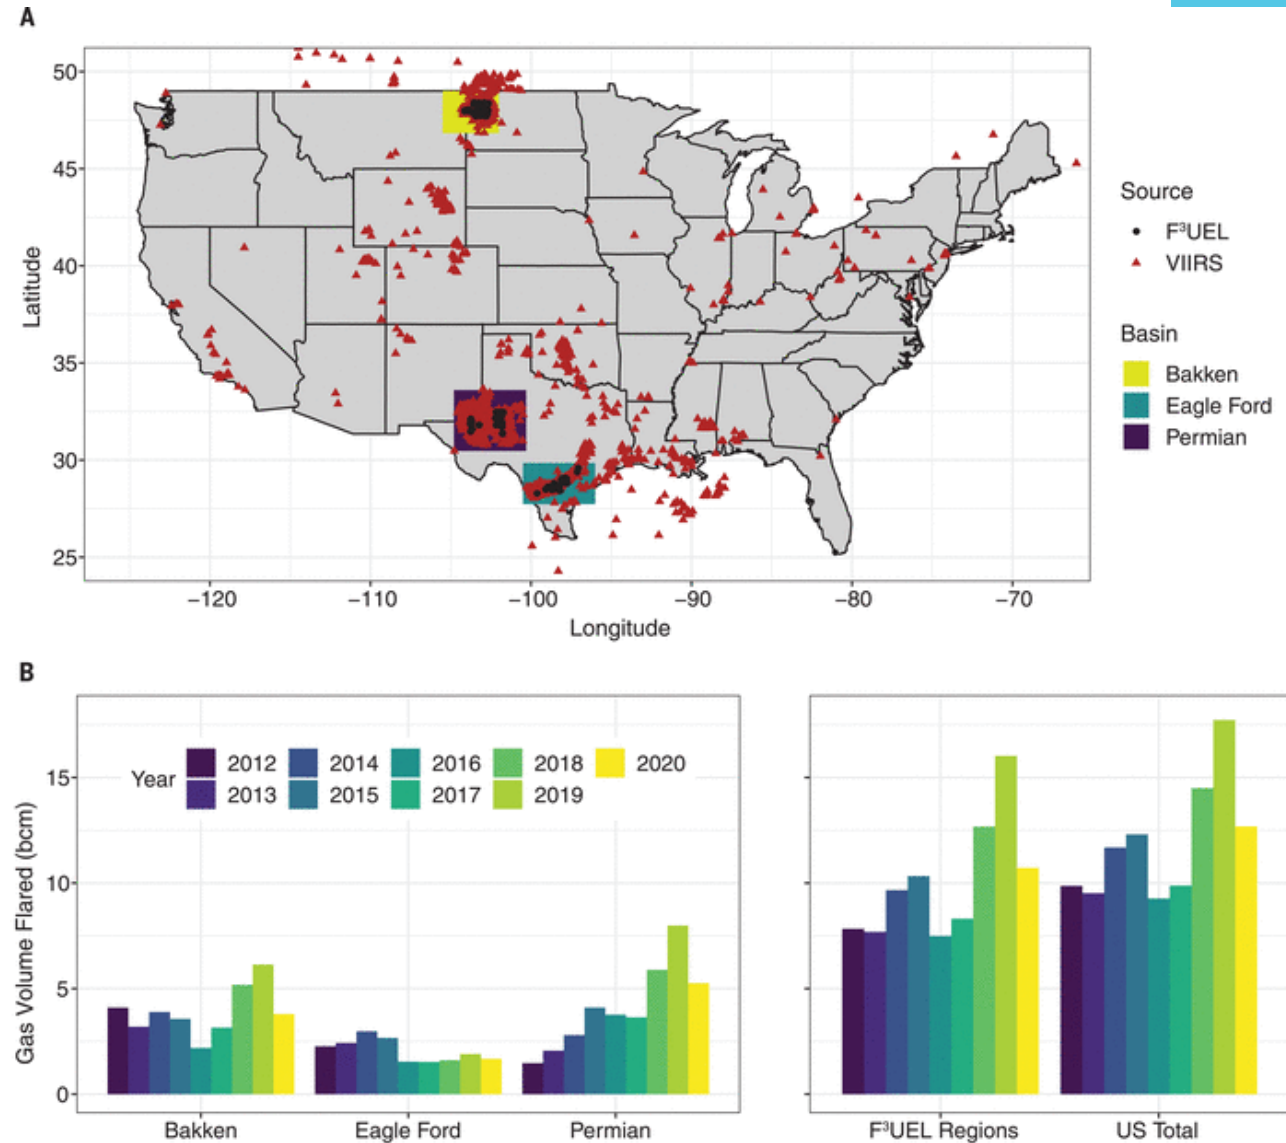 A
50
45
40
35
30
25
Latitude
−120 −110 −100 −90 −80 −70
Longitude
Source
F³UEL
VIIRS
Basin
Bakken
Eagle Ford
Permian
B
Gas Volume Flared (bcm)
15
10
5
0
Year
2012 2014 2016 2018 2020
2013 2015 2017 2019
Bakken Eagle Ford Permian
F³UEL Regions US Total